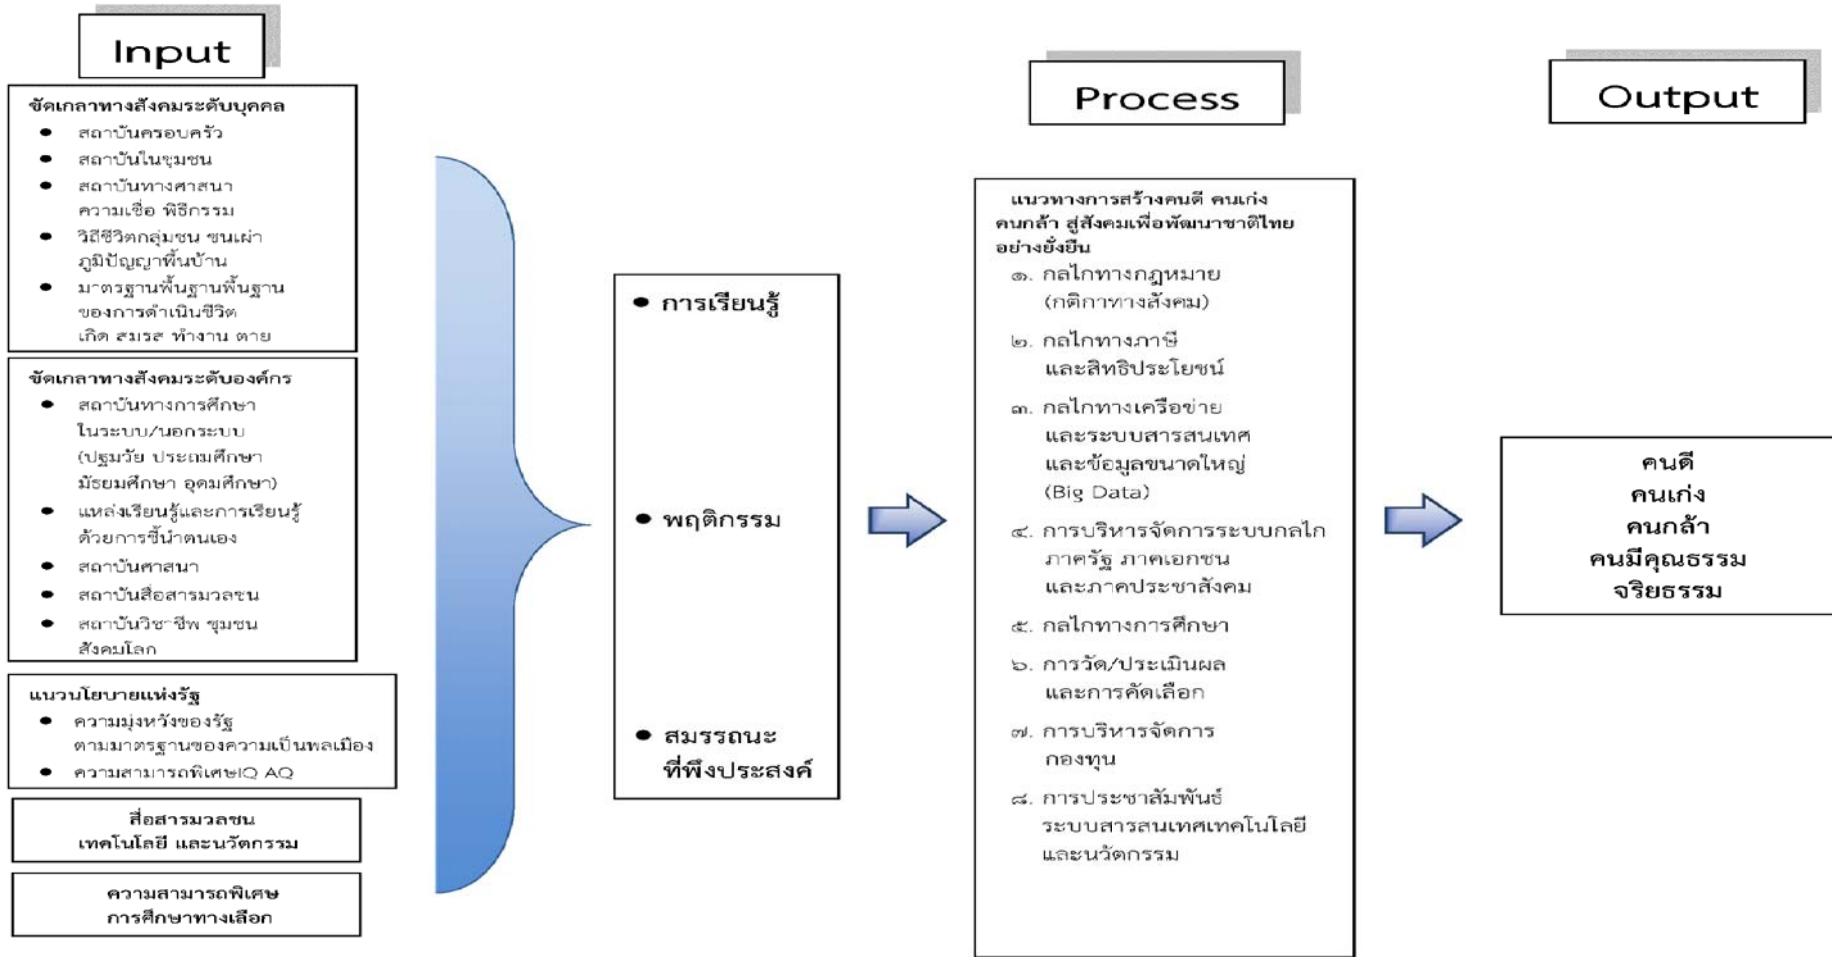 Input
ขัดเกลาทางสังคมระดับบุคคล
● สถาบันครอบครัว
● สถาบันในชุมชน
● สถาบันทางศาสนา
ความเชื่อ พิธีกรรม
● วิถีชีวิตกลุ่มชน ชนเผ่า
ภูมิปัญญาพื้นบ้าน
● มาตรฐานพื้นฐานพื้นฐาน
ของการดำเนินชีวิต
เกิด สมรส ทำงาน ตาย
ขัดเกลาทางสังคมระดับองค์กร
● สถาบันทางการศึกษา
ในระบบ/นอกระบบ
(ปฐมวัย ประถมศึกษา
มัธยมศึกษา อุดมศึกษา)
● แหล่งเรียนรู้และการเรียนรู้
ด้วยการชี้นำตนเอง
● สถาบันศาสนา
● สถาบันสื่อสารมวลชน
● สถาบันวิชาชีพ ชุมชน
สังคมโลก
แนวนโยบายแห่งรัฐ
● ความมุ่งหวังของรัฐ
ตามมาตรฐานของความเป็นพลเมือง
● ความสามารถพิเศษIQ AQ
สื่อสารมวลชน
เทคโนโลยี และนวัตกรรม
ความสามารถพิเศษ
การศึกษาทางเลือก
● การเรียนรู้
● พฤติกรรม
● สมรรถนะ
ที่พึงประสงค์
Process
แนวทางการสร้างคนดี คนเก่ง
คนกล้า สู่สังคมเพื่อพัฒนาชาติไทย
อย่างยั่งยืน
๑. กลไกทางกฎหมาย
(กติกาทางสังคม)
๒. กลไกทางภาษี
และสิทธิประโยชน์
๓. กลไกทางเครือข่าย
และระบบสารสนเทศ
และข้อมูลขนาดใหญ่
(Big Data)
๔. การบริหารจัดการระบบกลไก
ภาครัฐ ภาคเอกชน
และภาคประชาสังคม
๕. กลไกทางการศึกษา
๖. การวัด/ประเมินผล
และการคัดเลือก
๗. การบริหารจัดการ
กองทุน
๘. การประชาสัมพันธ์
ระบบสารสนเทศเทคโนโลยี
และนวัตกรรม
Output
คนดี
คนเก่ง
คนกล้า
คนมีคุณธรรม
จริยธรรม